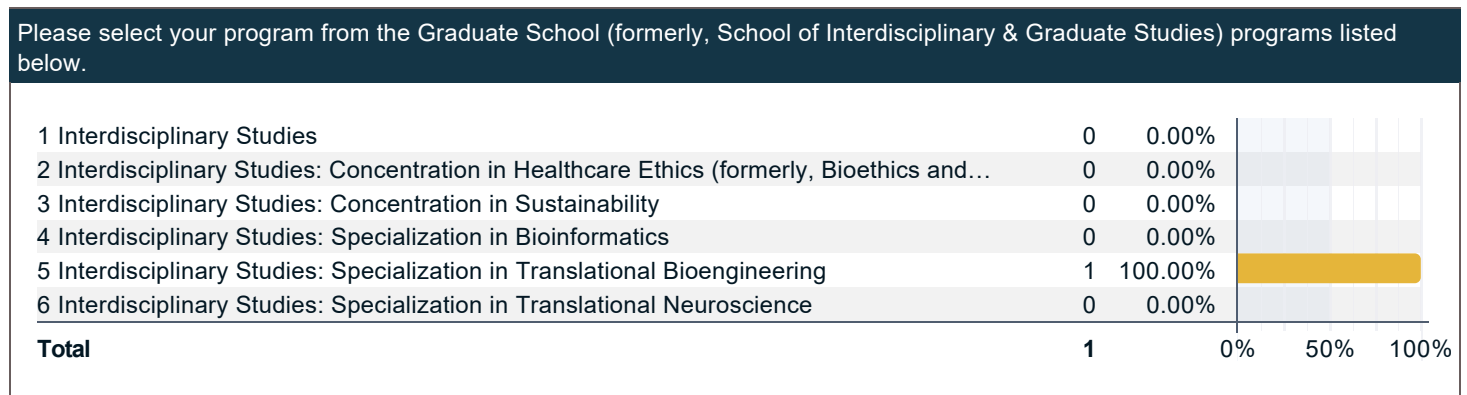 Please select your program from the Graduate School (formerly, School of Interdisciplinary & Graduate Studies) programs listed
below.
1 Interdisciplinary Studies 0 0.00%
2 Interdisciplinary Studies: Concentration in Healthcare Ethics (formerly, Bioethics and… 0 0.00%
3 Interdisciplinary Studies: Concentration in Sustainability 0 0.00%
4 Interdisciplinary Studies: Specialization in Bioinformatics 0 0.00%
5 Interdisciplinary Studies: Specialization in Translational Bioengineering 1 100.00%
6 Interdisciplinary Studies: Specialization in Translational Neuroscience 0 0.00%
Total 1 0% 50% 100%